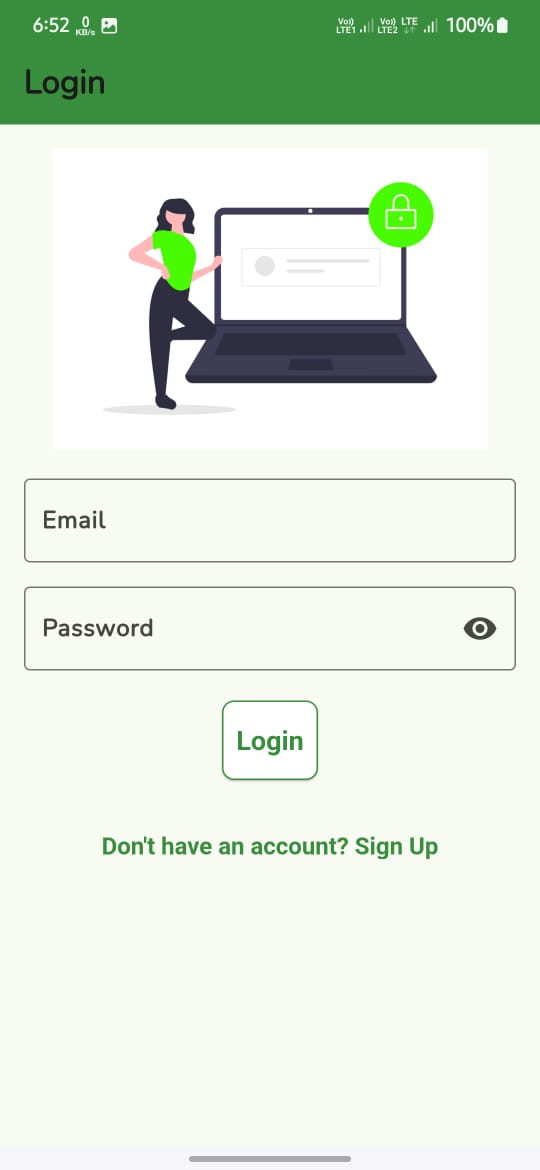 6:52 0 KB/s Vo)) LTE1 Vo)) LTE2 LTE 100%
Login
Email
Password
Login
Don't have an account? Sign Up